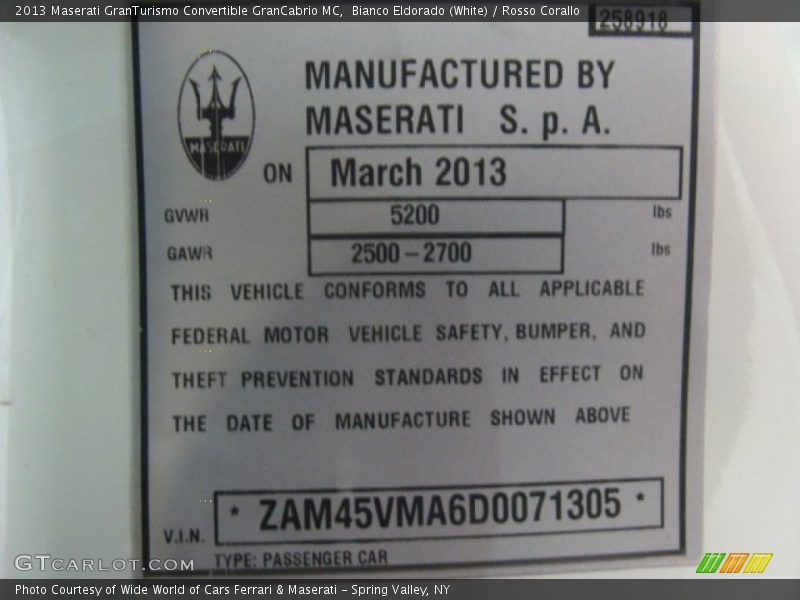 2013 Maserati GranTurismo Convertible GranCabrio MC, Bianco Eldorado (White) / Rosso Corallo
258918
MANUFACTURED BY
MASERATI S. p. A.
MASERATI
ON March 2013
GVWR 5200 lbs
GAWR 2500-2700 lbs
THIS VEHICLE CONFORMS TO ALL APPLICABLE
FEDERAL MOTOR VEHICLE SAFETY, BUMPER, AND
THEFT PREVENTION STANDARDS IN EFFECT ON
THE DATE OF MANUFACTURE SHOWN ABOVE
V.I.N. * ZAM45VMA6D0071305 *
TYPE: PASSENGER CAR
GTCARLOT.COM
Photo Courtesy of Wide World of Cars Ferrari & Maserati - Spring Valley, NY